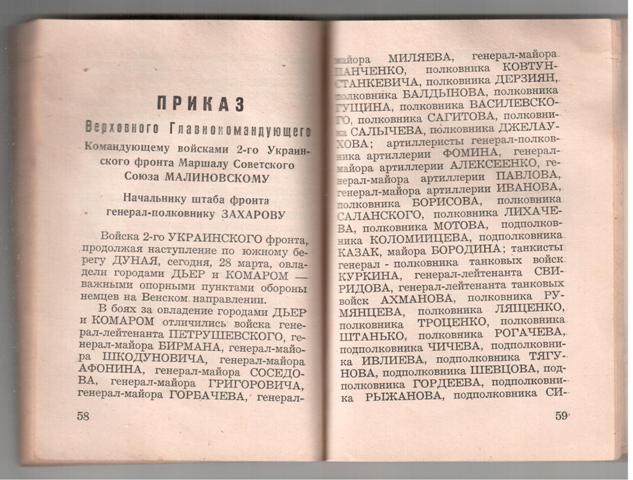 ПРИКАЗ
Верховного Главнокомандующего
Командующему войсками 2-го Украин-
ского фронта Маршалу Советского
Союза МАЛИНОВСКОМУ
Начальнику штаба фронта
генерал-полковнику ЗАХАРОВУ
Войска 2-го УКРАИНСКОГО фронта,
продолжая наступление по южному бе-
регу ДУНАЯ, сегодня, 28 марта, овла-
дели городами ДЬЕР и КОМАРОМ —
важными опорными пунктами обороны
немцев на Венском направлении.
В боях за овладение городами ДЬЕР
и КОМАРОМ отличились войска гене-
рал-лейтенанта ПЕТРУШЕВСКОГО, ге-
нерал-майора БИРМАНА, генерал-майо-
ра ШКОДУНОВИЧА, генерал-майора
АФОНИНА, генерал-майора СОСЕДО-
ВА, генерал-майора ГРИГОРОВИЧА,
генерал-майора ГОРБАЧЕВА, генерал-
58
майора МИЛЯЕВА, генерал-майора
ПАНЧЕНКО, полковника КОВТУН-
СТАНКЕВИЧА, полковника ДЕРЗИЯН,
полковника БАЛДЫНОВА, полковника
ГУЩИНА, полковника ВАСИЛЕВСКО-
ГО, полковника САГИТОВА, полковни-
ка САЛЫЧЕВА, полковника ДЖЕЛАУ-
ХОВА; артиллеристы генерал-полков-
ника артиллерии ФОМИНА, генерал-
майора артиллерии АЛЕКСЕЕНКО, ге-
нерал-майора артиллерии ПАВЛОВА,
генерал-майора артиллерии ИВАНОВА,
полковника БОРИСОВА, полковника
САЛАНСКОГО, полковника ЛИХАЧЕ-
ВА, полковника МОТОВА, подполков-
ника КОЛОМИЙЦЕВА, подполковника
КАЗАК, майора БОРОДИНА; танкисты
генерал-полковника танковых войск
КУРКИНА, генерал-лейтенанта СВИ-
РИДОВА, генерал-лейтенанта танковых
войск АХМАНОВА, полковника РУ-
МЯНЦЕВА, полковника ЛЯЩЕНКО,
полковника ТРОЦЕНКО, полковника
ШТАНЬКО, полковника РОГАЧЕВА,
подполковника ЧИЧЕВА, подполковни-
ка ИВЛИЕВА, подполковника ТЯГУ-
НОВА, подполковника ШЕВЦОВА, под-
полковника ГОРДЕЕВА, подполковни-
ка РЫЖАНОВА, подполковника СИ-
59